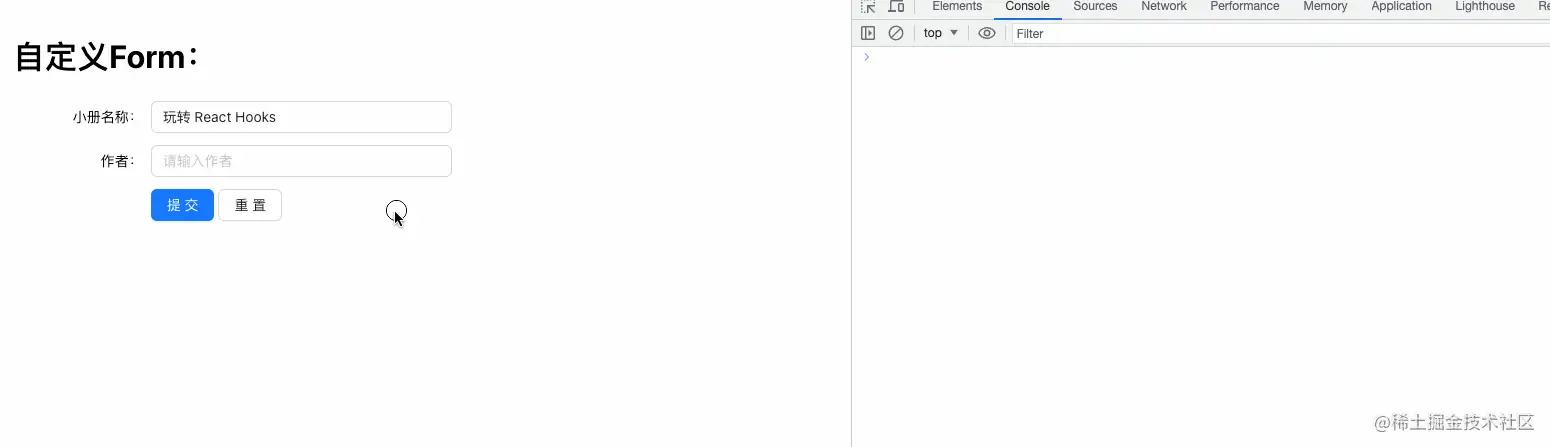 Elements Console Sources Network Performance Memory Application Lighthouse Re
top Filter
自定义Form：
小册名称： 玩转 React Hooks
作者： 请输入作者
提 交 重 置
@稀土掘金技术社区